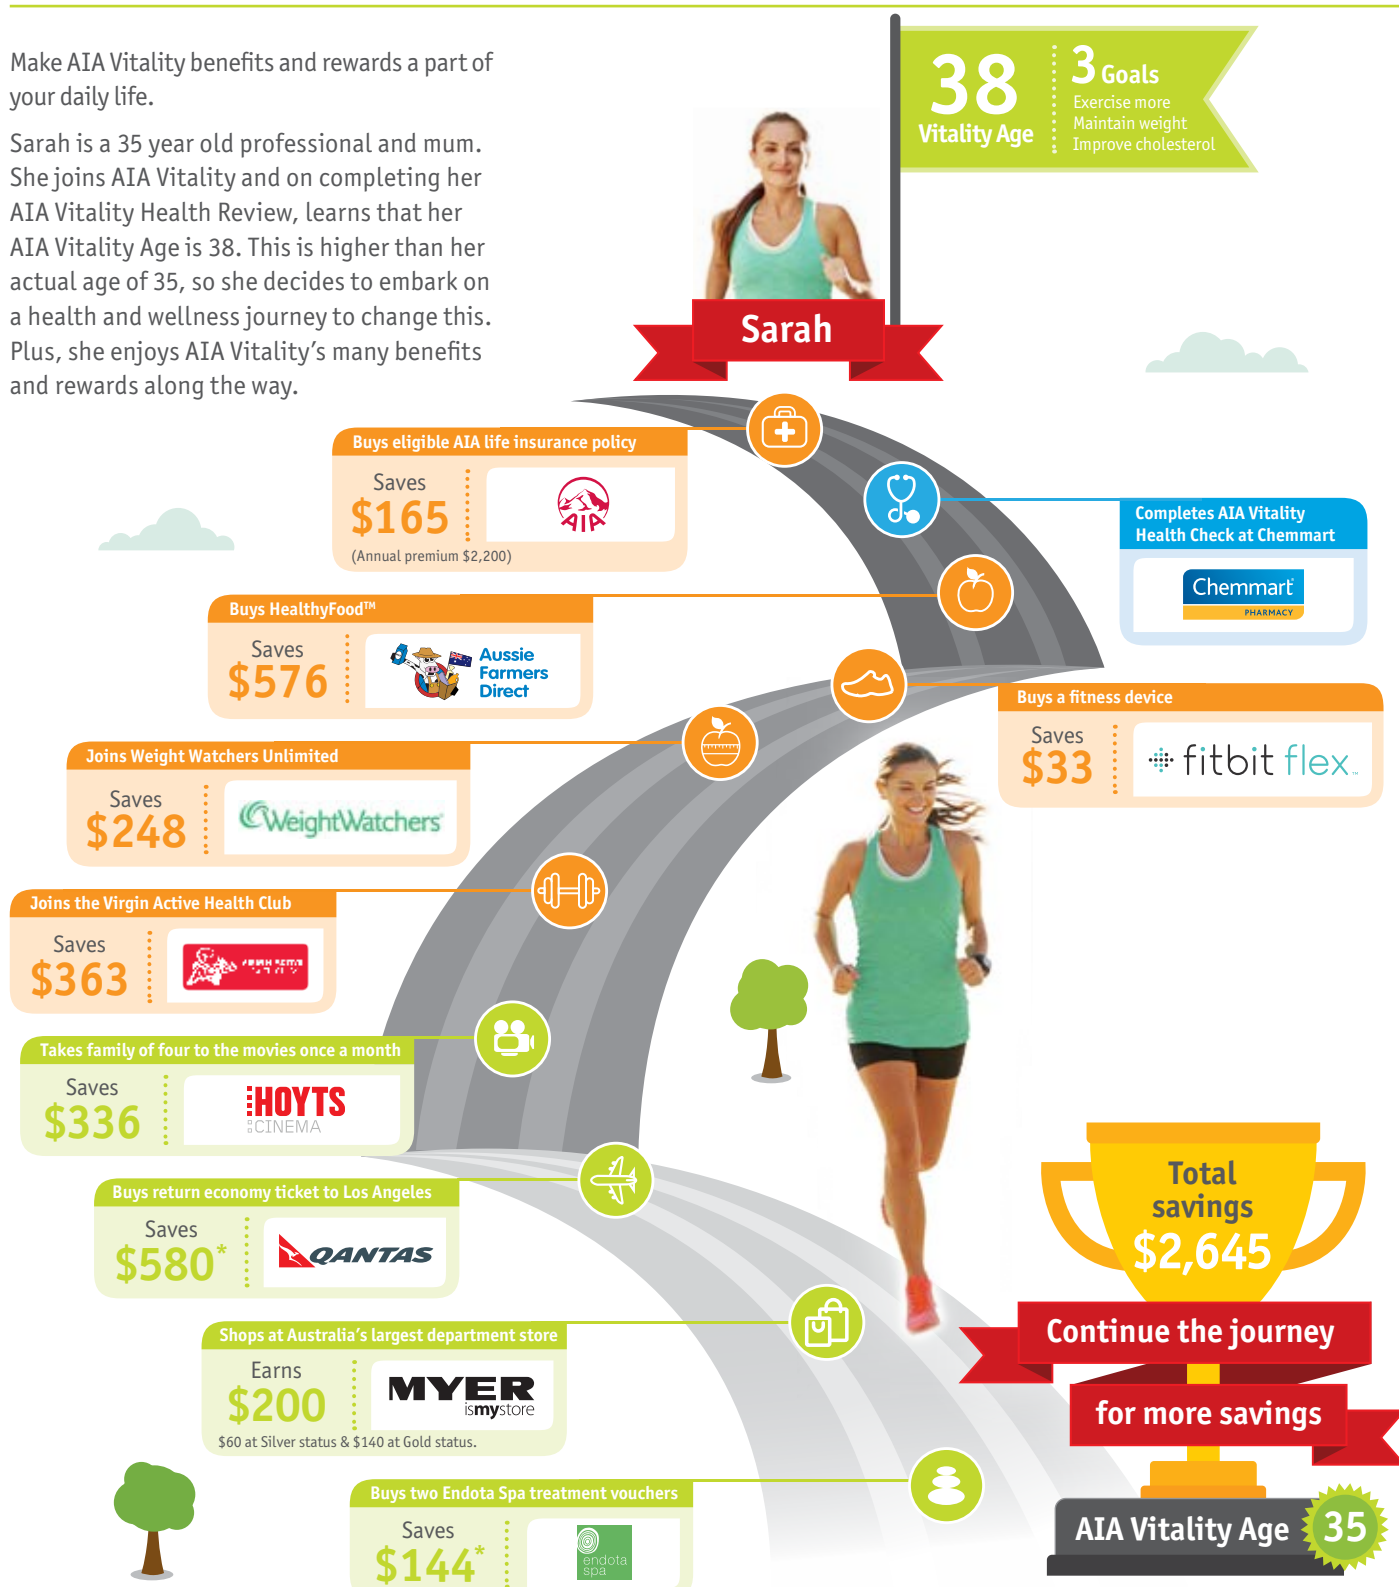 Make AIA Vitality benefits and rewards a part of
your daily life.
Sarah is a 35 year old professional and mum.
She joins AIA Vitality and on completing her
AIA Vitality Health Review, learns that her
AIA Vitality Age is 38. This is higher than her
actual age of 35, so she decides to embark on
a health and wellness journey to change this.
Plus, she enjoys AIA Vitality’s many benefits
and rewards along the way.
38
Vitality Age
3 Goals
Exercise more
Maintain weight
Improve cholesterol
Sarah
Buys eligible AIA life insurance policy
Saves
$165
(Annual premium $2,200)
AIA
Completes AIA Vitality
Health Check at Chemmart
Chemmart
PHARMACY
Buys HealthyFood™
Saves
$576
Aussie
Farmers
Direct
Buys a fitness device
Saves
$33
fitbit flex™
Joins Weight Watchers Unlimited
Saves
$248
WeightWatchers
Joins the Virgin Active Health Club
Saves
$363
Takes family of four to the movies once a month
Saves
$336
HOYTS
CINEMA
Buys return economy ticket to Los Angeles
Saves
$580*
QANTAS
Shops at Australia’s largest department store
Earns
$200
$60 at Silver status & $140 at Gold status.
MYER
ismystore
Buys two Endota Spa treatment vouchers
Saves
$144*
endota
spa
Total
savings
$2,645
Continue the journey
for more savings
AIA Vitality Age 35